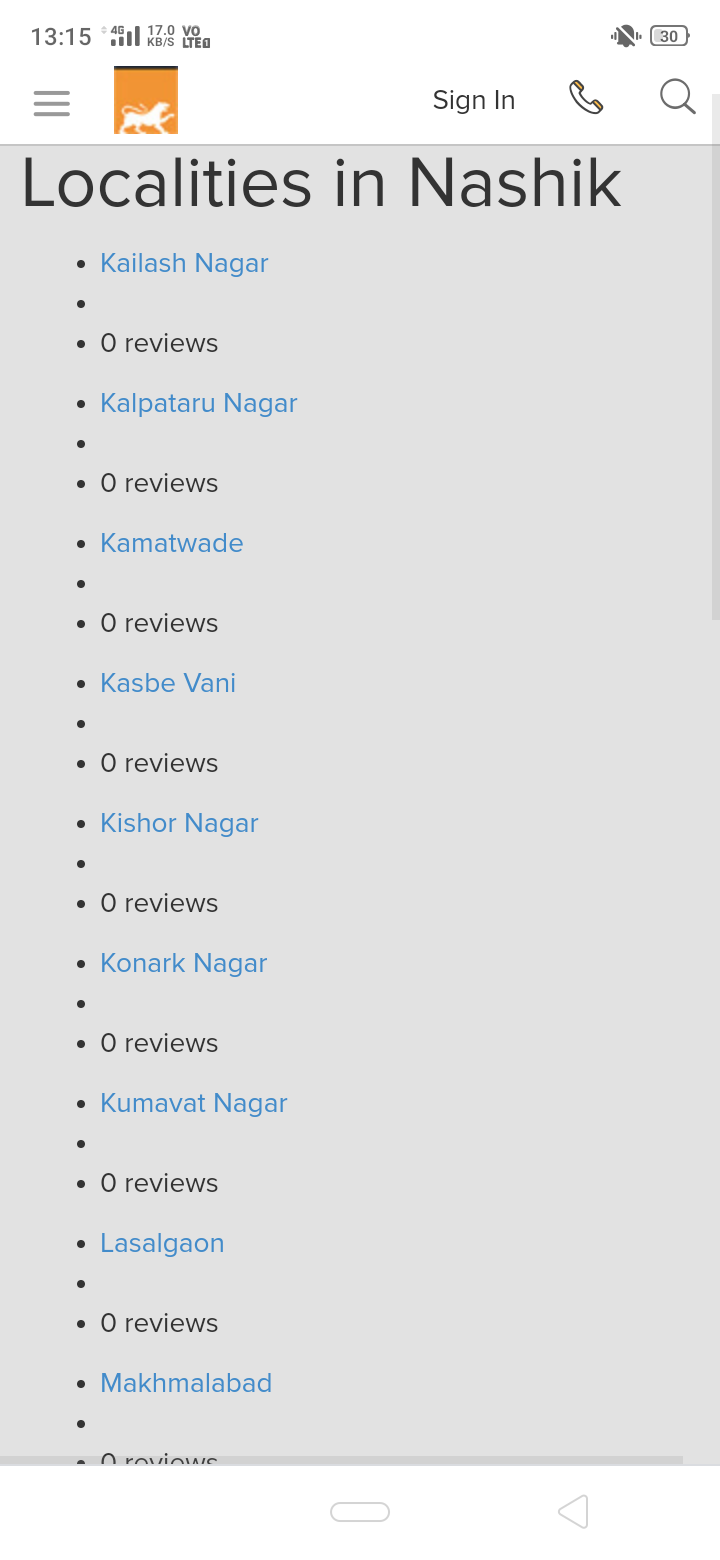 13:15 4G 17.0 KB/S VO LTE 30
Sign In
Localities in Nashik
Kailash Nagar
0 reviews
Kalpataru Nagar
0 reviews
Kamatwade
0 reviews
Kasbe Vani
0 reviews
Kishor Nagar
0 reviews
Konark Nagar
0 reviews
Kumavat Nagar
0 reviews
Lasalgaon
0 reviews
Makhmalabad
0 reviews